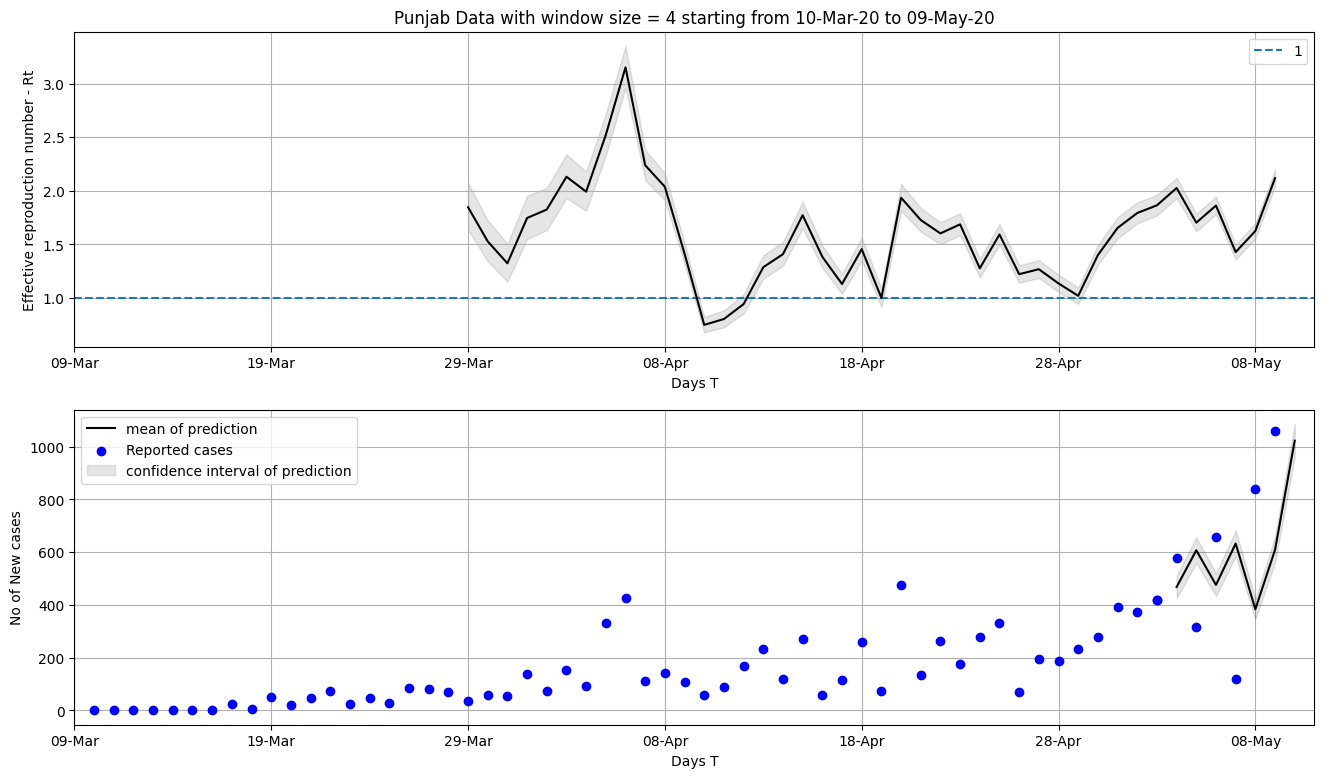 Punjab Data with window size = 4 starting from 10-Mar-20 to 09-May-20
1
Effective reproduction number - Rt
3.0
2.5
2.0
1.5
1.0
09-Mar 19-Mar 29-Mar 08-Apr 18-Apr 28-Apr 08-May
Days T
mean of prediction
Reported cases
confidence interval of prediction
No of New cases
1000
800
600
400
200
0
09-Mar 19-Mar 29-Mar 08-Apr 18-Apr 28-Apr 08-May
Days T